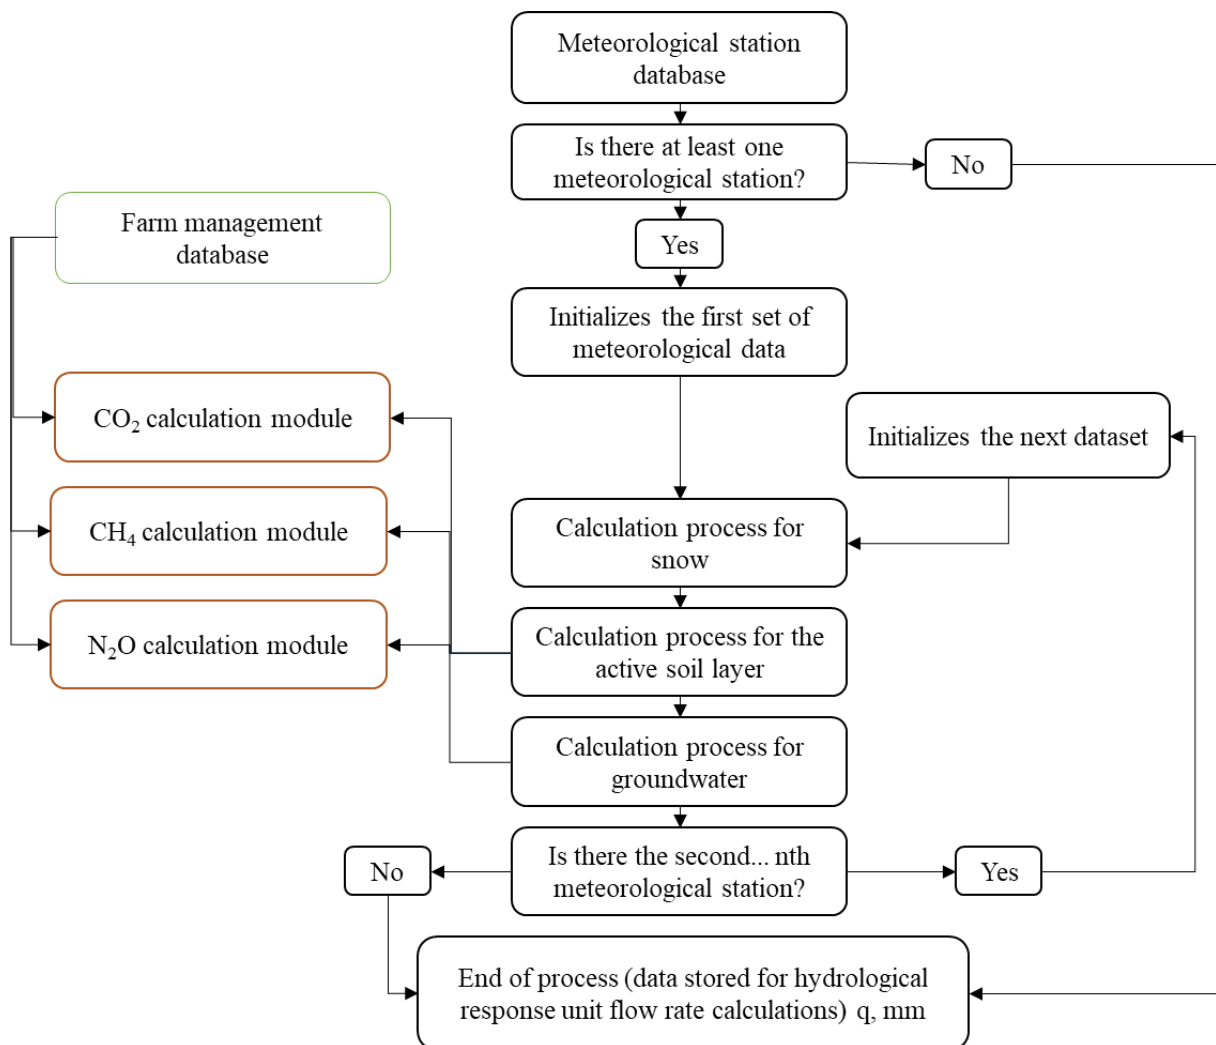 Meteorological station
database
Is there at least one
meteorological station?
No
Farm management
database
Yes
Initializes the first set of
meteorological data
CO₂ calculation module
Initializes the next dataset
CH₄ calculation module
Calculation process for
snow
N₂O calculation module
Calculation process for the
active soil layer
Calculation process for
groundwater
Is there the second... nth
meteorological station?
No
Yes
End of process (data stored for hydrological
response unit flow rate calculations) q, mm